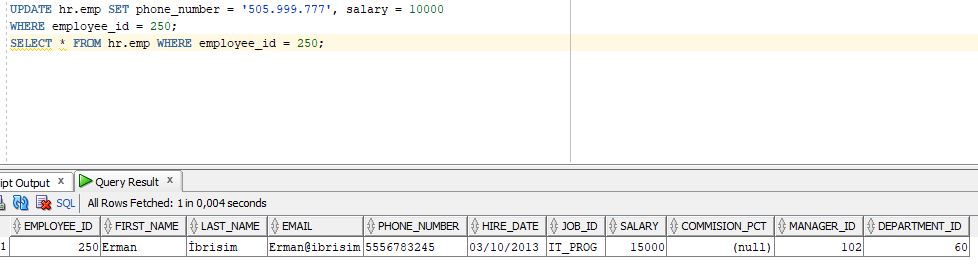 UPDATE hr.emp SET phone_number = '505.999.777', salary = 10000
WHERE employee_id = 250;
SELECT * FROM hr.emp WHERE employee_id = 250;
ipt Output x Query Result x
SQL All Rows Fetched: 1 in 0,004 seconds
EMPLOYEE_ID FIRST_NAME LAST_NAME EMAIL PHONE_NUMBER HIRE_DATE JOB_ID SALARY COMMISION_PCT MANAGER_ID DEPARTMENT_ID
1 250 Erman İbrisim Erman@ibrisim 5556783245 03/10/2013 IT_PROG 15000 (null) 102 60